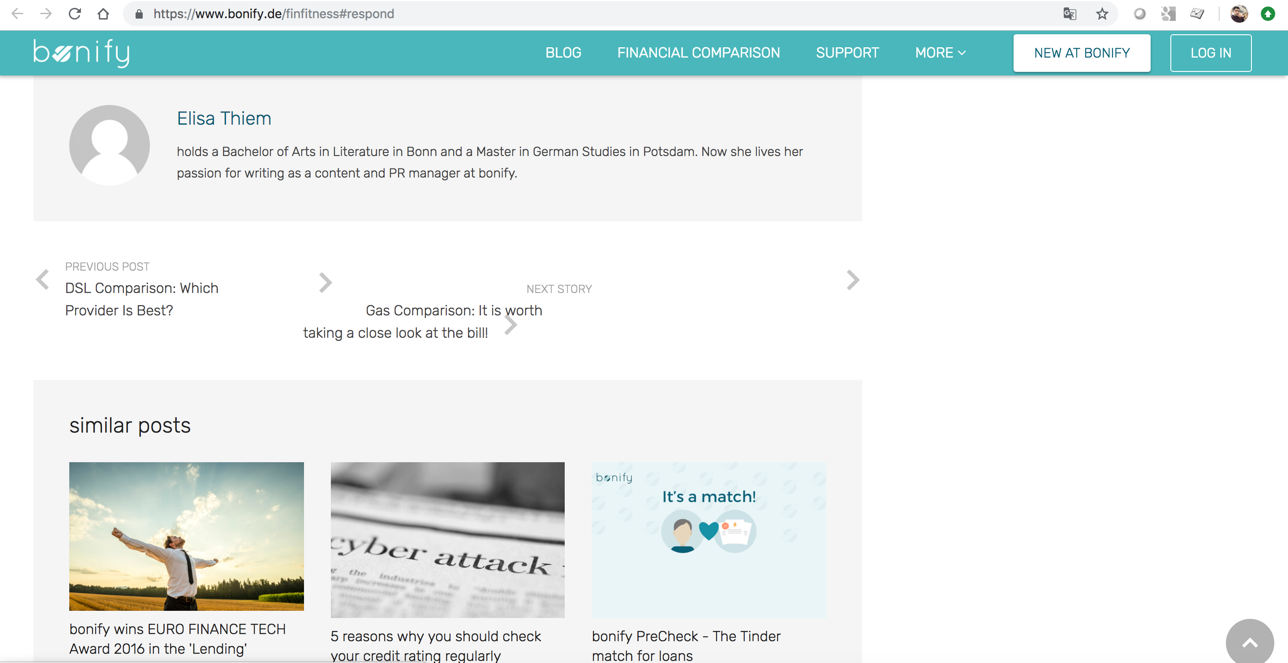 https://www.bonify.de/finfitness#respond
bonify
BLOG
FINANCIAL COMPARISON
SUPPORT
MORE
NEW AT BONIFY
LOG IN
Elisa Thiem
holds a Bachelor of Arts in Literature in Bonn and a Master in German Studies in Potsdam. Now she lives her
passion for writing as a content and PR manager at bonify.
PREVIOUS POST
DSL Comparison: Which
Provider Is Best?
NEXT STORY
Gas Comparison: It is worth
taking a close look at the bill!
similar posts
cyber attack
the industries to
bonify
It's a match!
bonify wins EURO FINANCE TECH
Award 2016 in the 'Lending'
5 reasons why you should check
your credit rating regularly
bonify PreCheck - The Tinder
match for loans